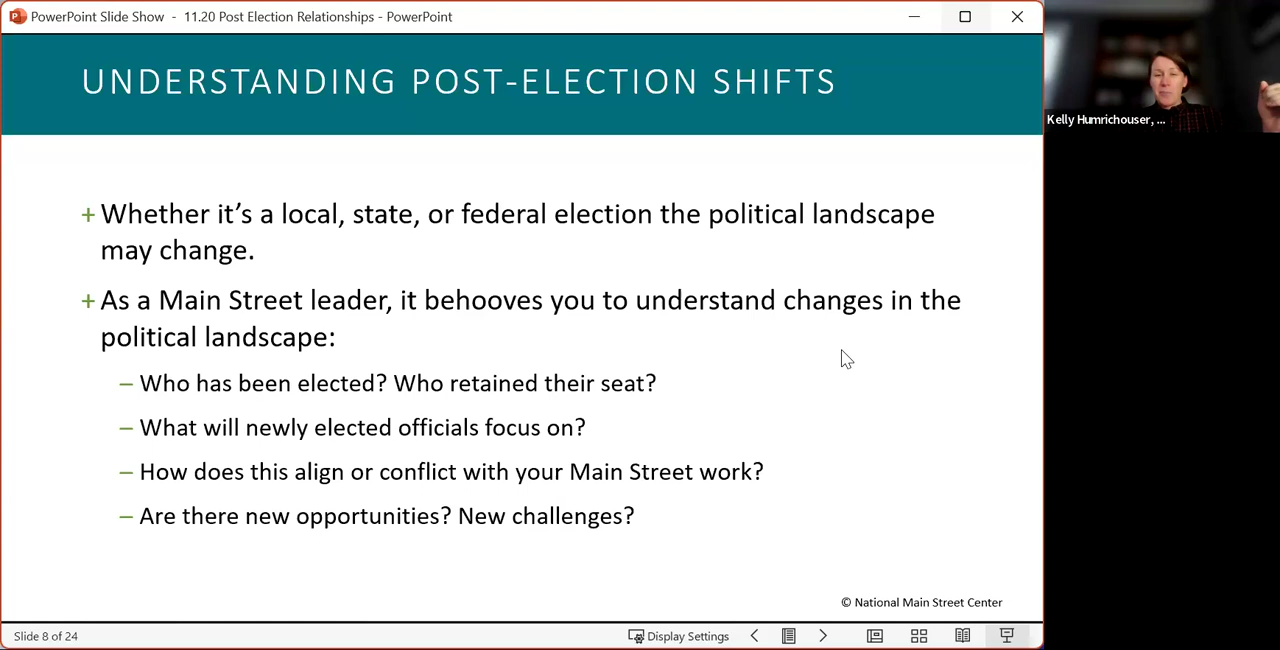 PowerPoint Slide Show - 11.20 Post Election Relationships - PowerPoint
UNDERSTANDING POST-ELECTION SHIFTS
Kelly Humrichouser, ...
+ Whether it’s a local, state, or federal election the political landscape
may change.
+ As a Main Street leader, it behooves you to understand changes in the
political landscape:
– Who has been elected? Who retained their seat?
– What will newly elected officials focus on?
– How does this align or conflict with your Main Street work?
– Are there new opportunities? New challenges?
© National Main Street Center
Slide 8 of 24
Display Settings